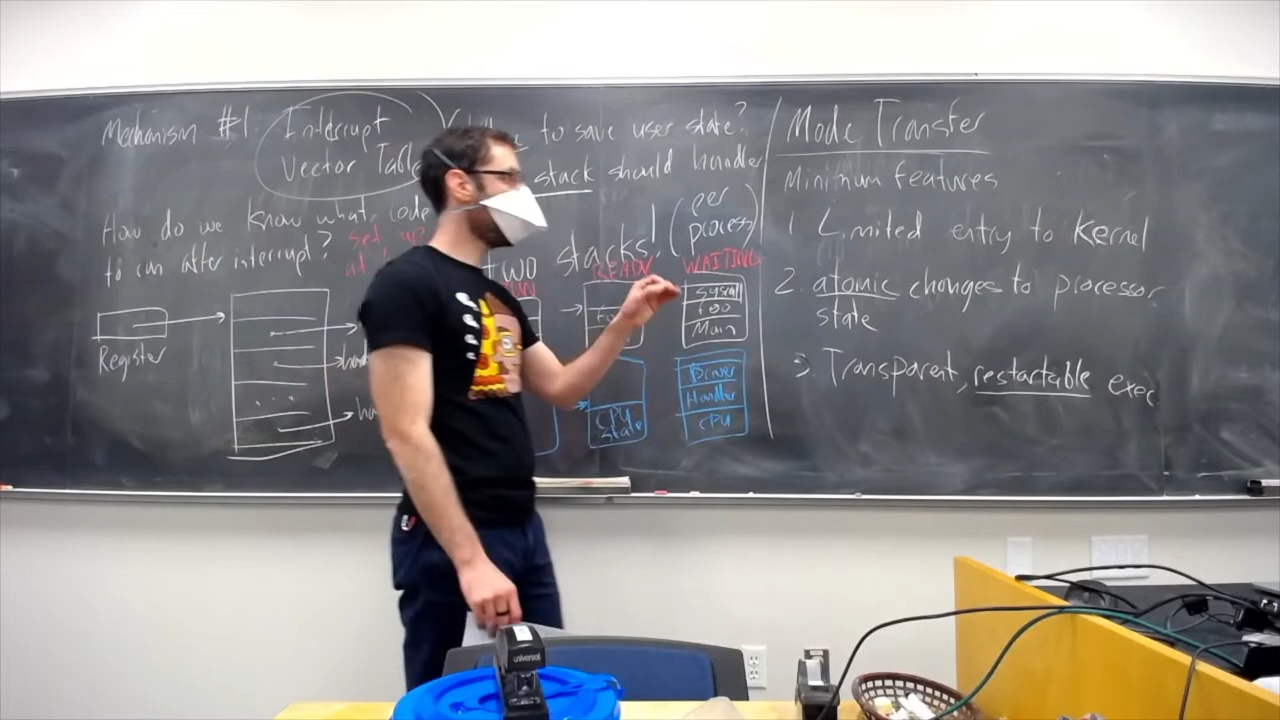 Mechanism #1. Interrupt
Vector Table
How do we know what code
to run after interrupt?
set up
Register
to save user state?
stack should handler
two stacks!
(per
process)
READY
WAITING
syscall
foo
Main
CPU
State
Driver
Handler
CPU
Mode Transfer
Minimum features
1 Limited entry to Kernel
2. atomic changes to processor
state
3. Transparent, restartable exec
universal